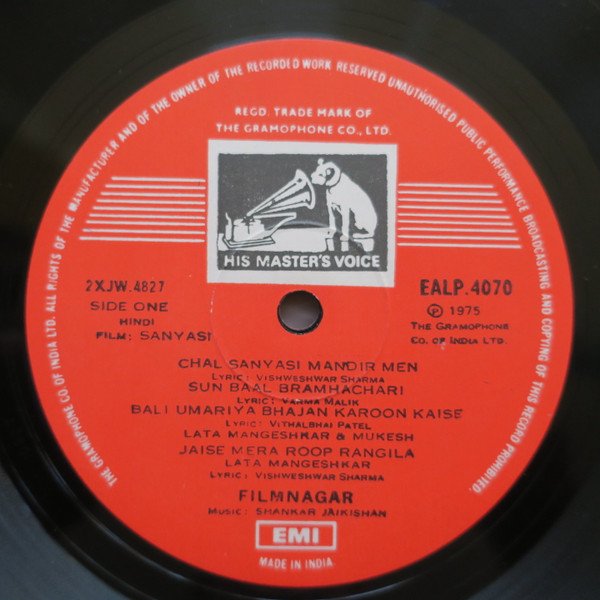 THE GRAMOPHONE CO OF INDIA LTD. ALL RIGHTS OF THE MANUFACTURER AND OF THE OWNER OF THE RECORDED WORK RESERVED UNAUTHORISED PUBLIC PERFORMANCE BROADCASTING AND COPYING OF THIS RECORD PROHIBITED.
REGD. TRADE MARK OF
THE GRAMOPHONE CO., LTD.
HIS MASTER'S VOICE
2XJW.4827
SIDE ONE
HINDI
FILM: SANYASI
EALP.4070
℗ 1975
THE GRAMOPHONE
CO. OF INDIA LTD.
CHAL SANYASI MANDIR MEN
LYRIC: VISHWESHWAR SHARMA
SUN BAAL BRAMHACHARI
LYRIC: VARMA MALIK
BALI UMARIYA BHAJAN KAROON KAISE
LYRIC: VITHALBHAI PATEL
LATA MANGESHKAR & MUKESH
JAISE MERA ROOP RANGILA
LATA MANGESHKAR
LYRIC: VISHWESHWAR SHARMA
FILMNAGAR
MUSIC: SHANKAR JAIKISHAN
EMI
MADE IN INDIA